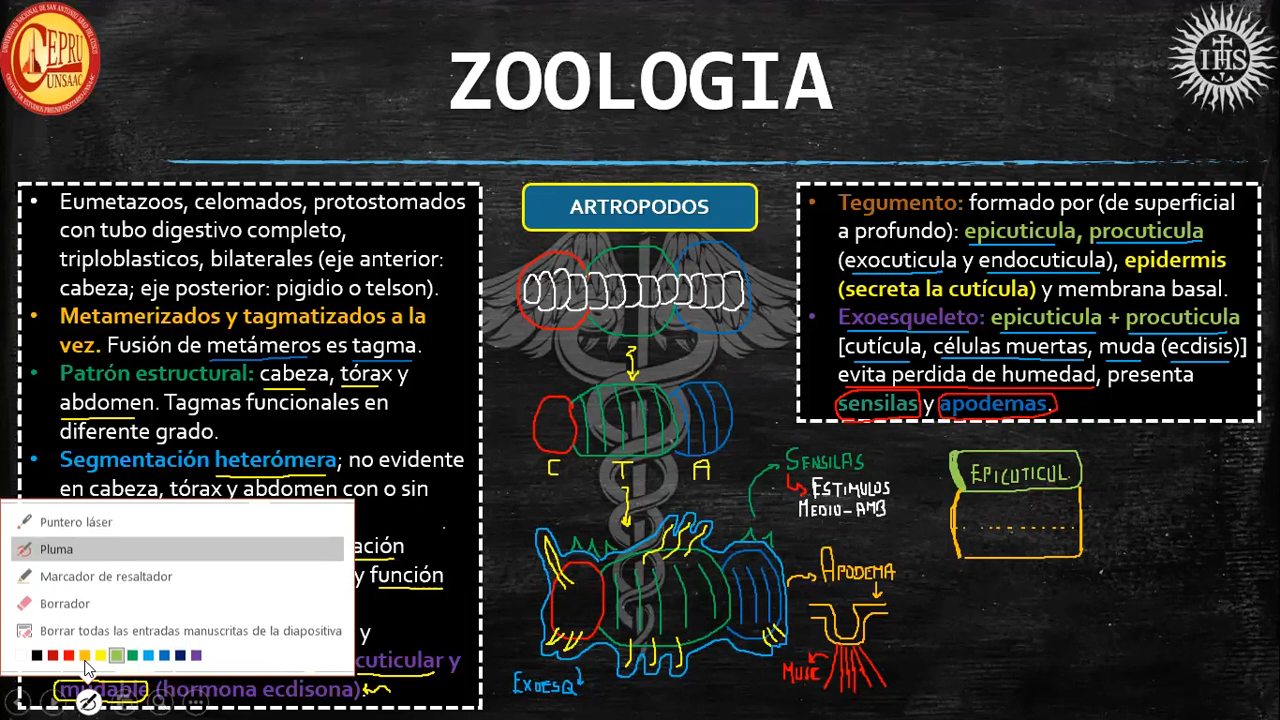 CEPRU
UNSAAC
IHS
ZOOLOGIA
• Eumetazoos, celomados, protostomados
con tubo digestivo completo,
triploblasticos, bilaterales (eje anterior:
cabeza; eje posterior: pigidio o telson).
• Metamerizados y tagmatizados a la
vez. Fusión de metámeros es tagma.
• Patrón estructural: cabeza, tórax y
abdomen. Tagmas funcionales en
diferente grado.
• Segmentación heterómera; no evidente
en cabeza, tórax y abdomen con o sin
ación
y función
y
cuticular y
mudable (hormona ecdisona)
Puntero láser
Pluma
Marcador de resaltador
Borrador
Borrar todas las entradas manuscritas de la diapositiva
ARTROPODOS
C T A
SENSILAS
ESTIMULOS
MEDIO-AMB
APODEMA
MUSC
EXOESQ
• Tegumento: formado por (de superficial
a profundo): epicuticula, procuticula
(exocuticula y endocuticula), epidermis
(secreta la cutícula) y membrana basal.
• Exoesqueleto: epicuticula + procuticula
[cutícula, células muertas, muda (ecdisis)]
evita perdida de humedad, presenta
sensilas y apodemas.
EPICUTICUL